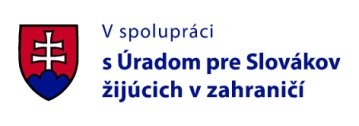 V spolupráci
s Úradom pre Slovákov
žijúcich v zahraničí